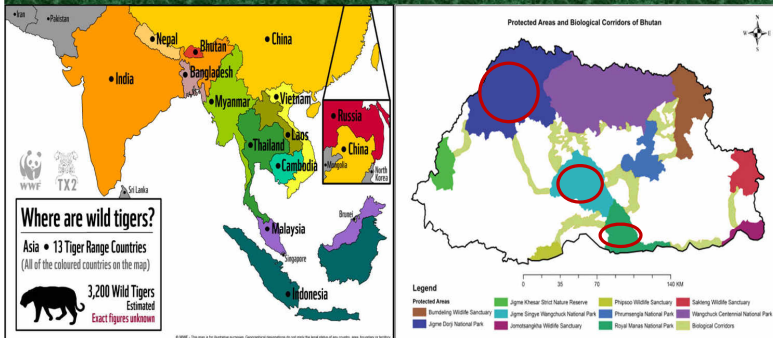 Iran
Pakistan
Nepal
Bhutan
China
India
Bangladesh
Myanmar
Vietnam
Laos
Thailand
Cambodia
Russia
China
Mongolia
North
Korea
WWF
TX2
Sri Lanka
Brunei
Malaysia
Singapore
Indonesia
Where are wild tigers?
Asia • 13 Tiger Range Countries
(All of the coloured countries on the map)
3,200 Wild Tigers
Estimated
Exact figures unknown
Protected Areas and Biological Corridors of Bhutan
N
W E
S
0 35 70 140 KM
Legend
Protected Areas
Bumdeling Wildlife Sanctuary
Jigme Dorji National Park
Jigme Khesar Strict Nature Reserve
Jigme Singye Wangchuck National Park
Jomotsangkha Wildlife Sanctuary
Phipsoo Wildlife Sanctuary
Phrumsengla National Park
Royal Manas National Park
Sakteng Wildlife Sanctuary
Wangchuck Centennial National Park
Biological Corridors